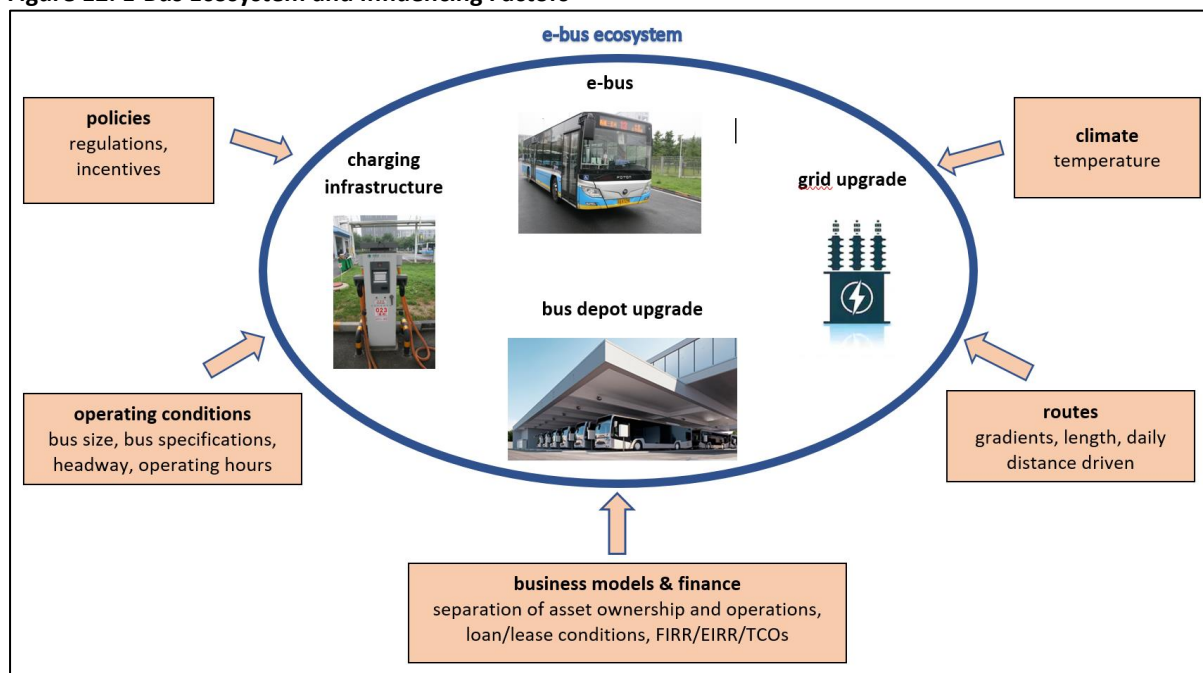 e-bus ecosystem
e-bus
policies
regulations,
incentives
charging
infrastructure
climate
temperature
grid upgrade
bus depot upgrade
operating conditions
bus size, bus specifications,
headway, operating hours
routes
gradients, length, daily
distance driven
business models & finance
separation of asset ownership and operations,
loan/lease conditions, FIRR/EIRR/TCOs